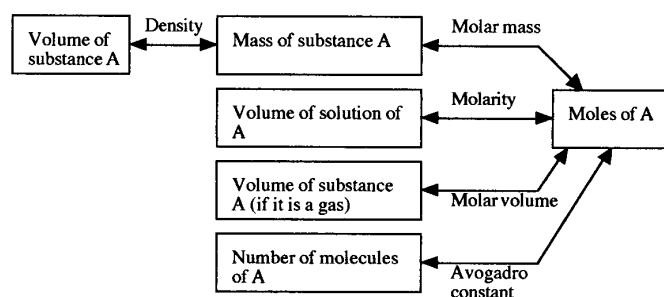 Volume of
substance A
Density
Mass of substance A
Molar mass
Volume of solution of
A
Molarity
Moles of A
Volume of substance
A (if it is a gas)
Molar volume
Number of molecules
of A
Avogadro
constant